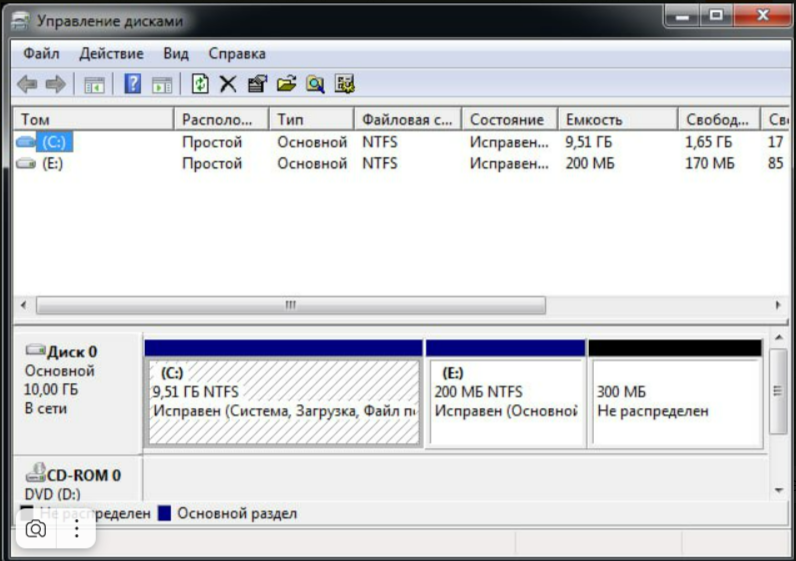 Управление дисками
Файл Действие Вид Справка
Том Располо... Тип Файловая с... Состояние Емкость Свобод... Св
(C:) Простой Основной NTFS Исправен... 9,51 ГБ 1,65 ГБ 17
(E:) Простой Основной NTFS Исправен... 200 МБ 170 МБ 85
Диск 0
Основной
10,00 ГБ
В сети
(C:)
9,51 ГБ NTFS
Исправен (Система, Загрузка, Файл п
(E:)
200 МБ NTFS
Исправен (Основной
300 МБ
Не распределен
CD-ROM 0
DVD (D:)
Не распределен Основной раздел